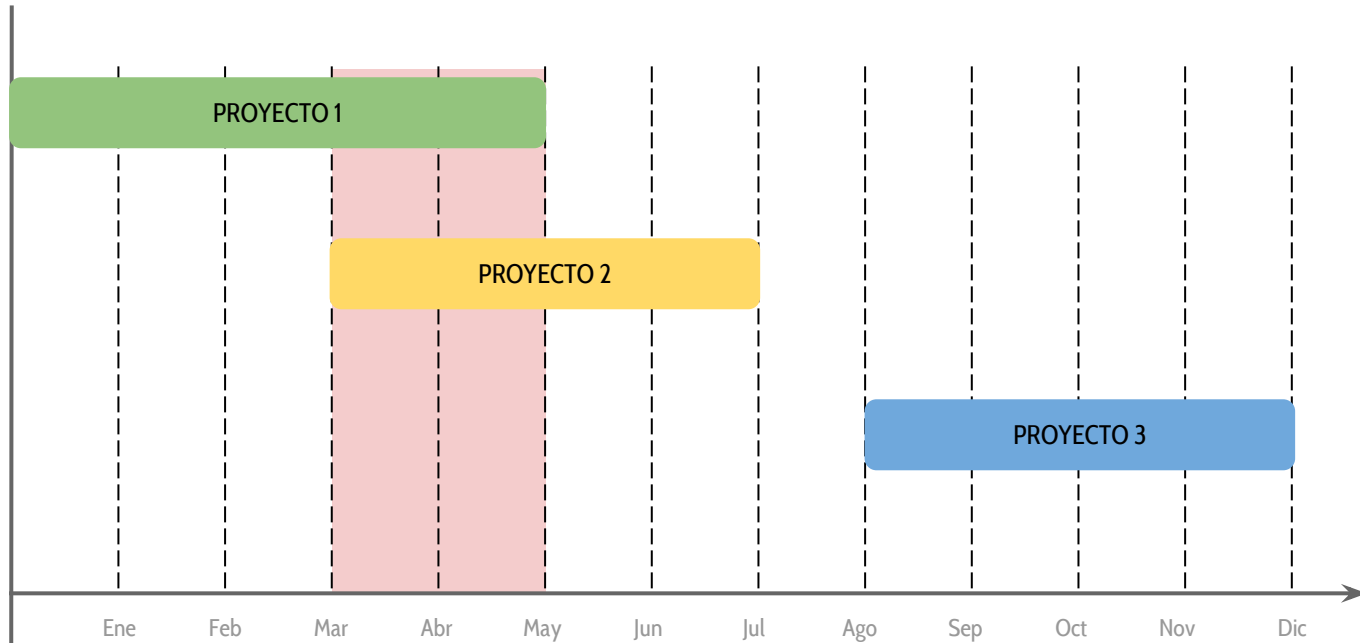 PROYECTO 1
PROYECTO 2
PROYECTO 3
Ene Feb Mar Abr May Jun Jul Ago Sep Oct Nov Dic